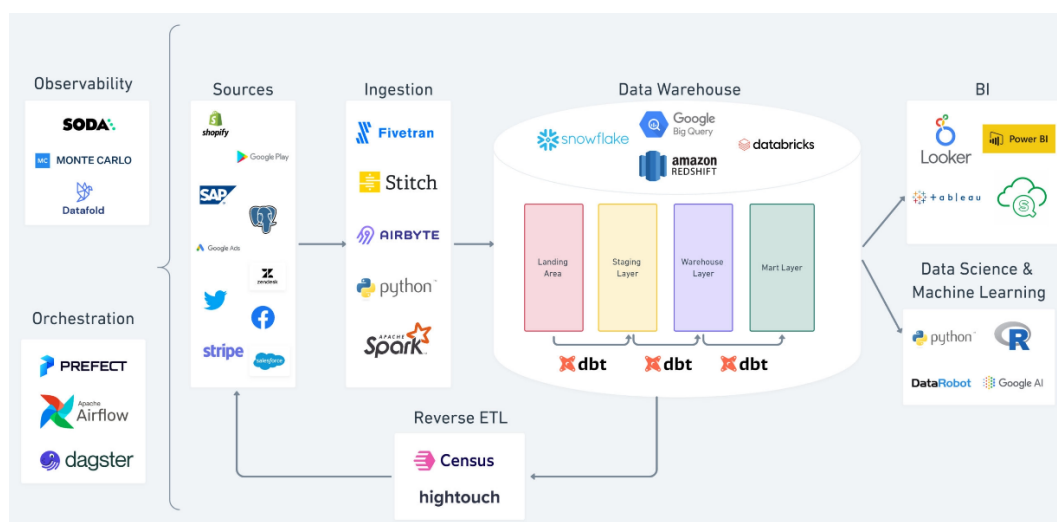 Observability
SODA
MC MONTE CARLO
Datafold
Orchestration
PREFECT
Apache
Airflow
dagster
Sources
shopify
Google Play
SAP
Google Ads
zendesk
stripe
salesforce
Ingestion
Fivetran
Stitch
AIRBYTE
python
APACHE
Spark
Data Warehouse
snowflake
Google
Big Query
amazon
REDSHIFT
databricks
Landing
Area
Staging
Layer
Warehouse
Layer
Mart Layer
dbt
dbt
dbt
Reverse ETL
Census
hightouch
BI
Looker
Power BI
+ableau
S
Data Science &
Machine Learning
python
R
DataRobot
Google AI